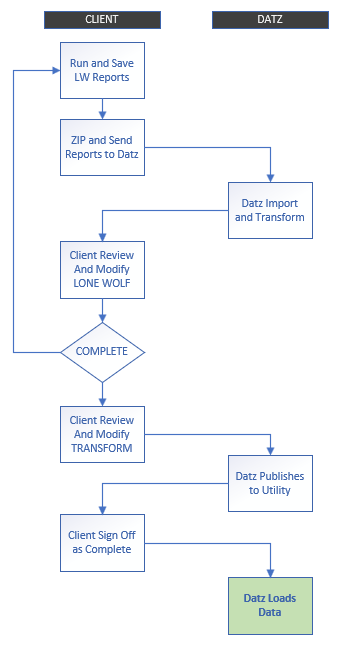 CLIENT
DATZ
Run and Save
LW Reports
ZIP and Send
Reports to Datz
Datz Import
and Transform
Client Review
And Modify
LONE WOLF
COMPLETE
Client Review
And Modify
TRANSFORM
Datz Publishes
to Utility
Client Sign Off
as Complete
Datz Loads
Data